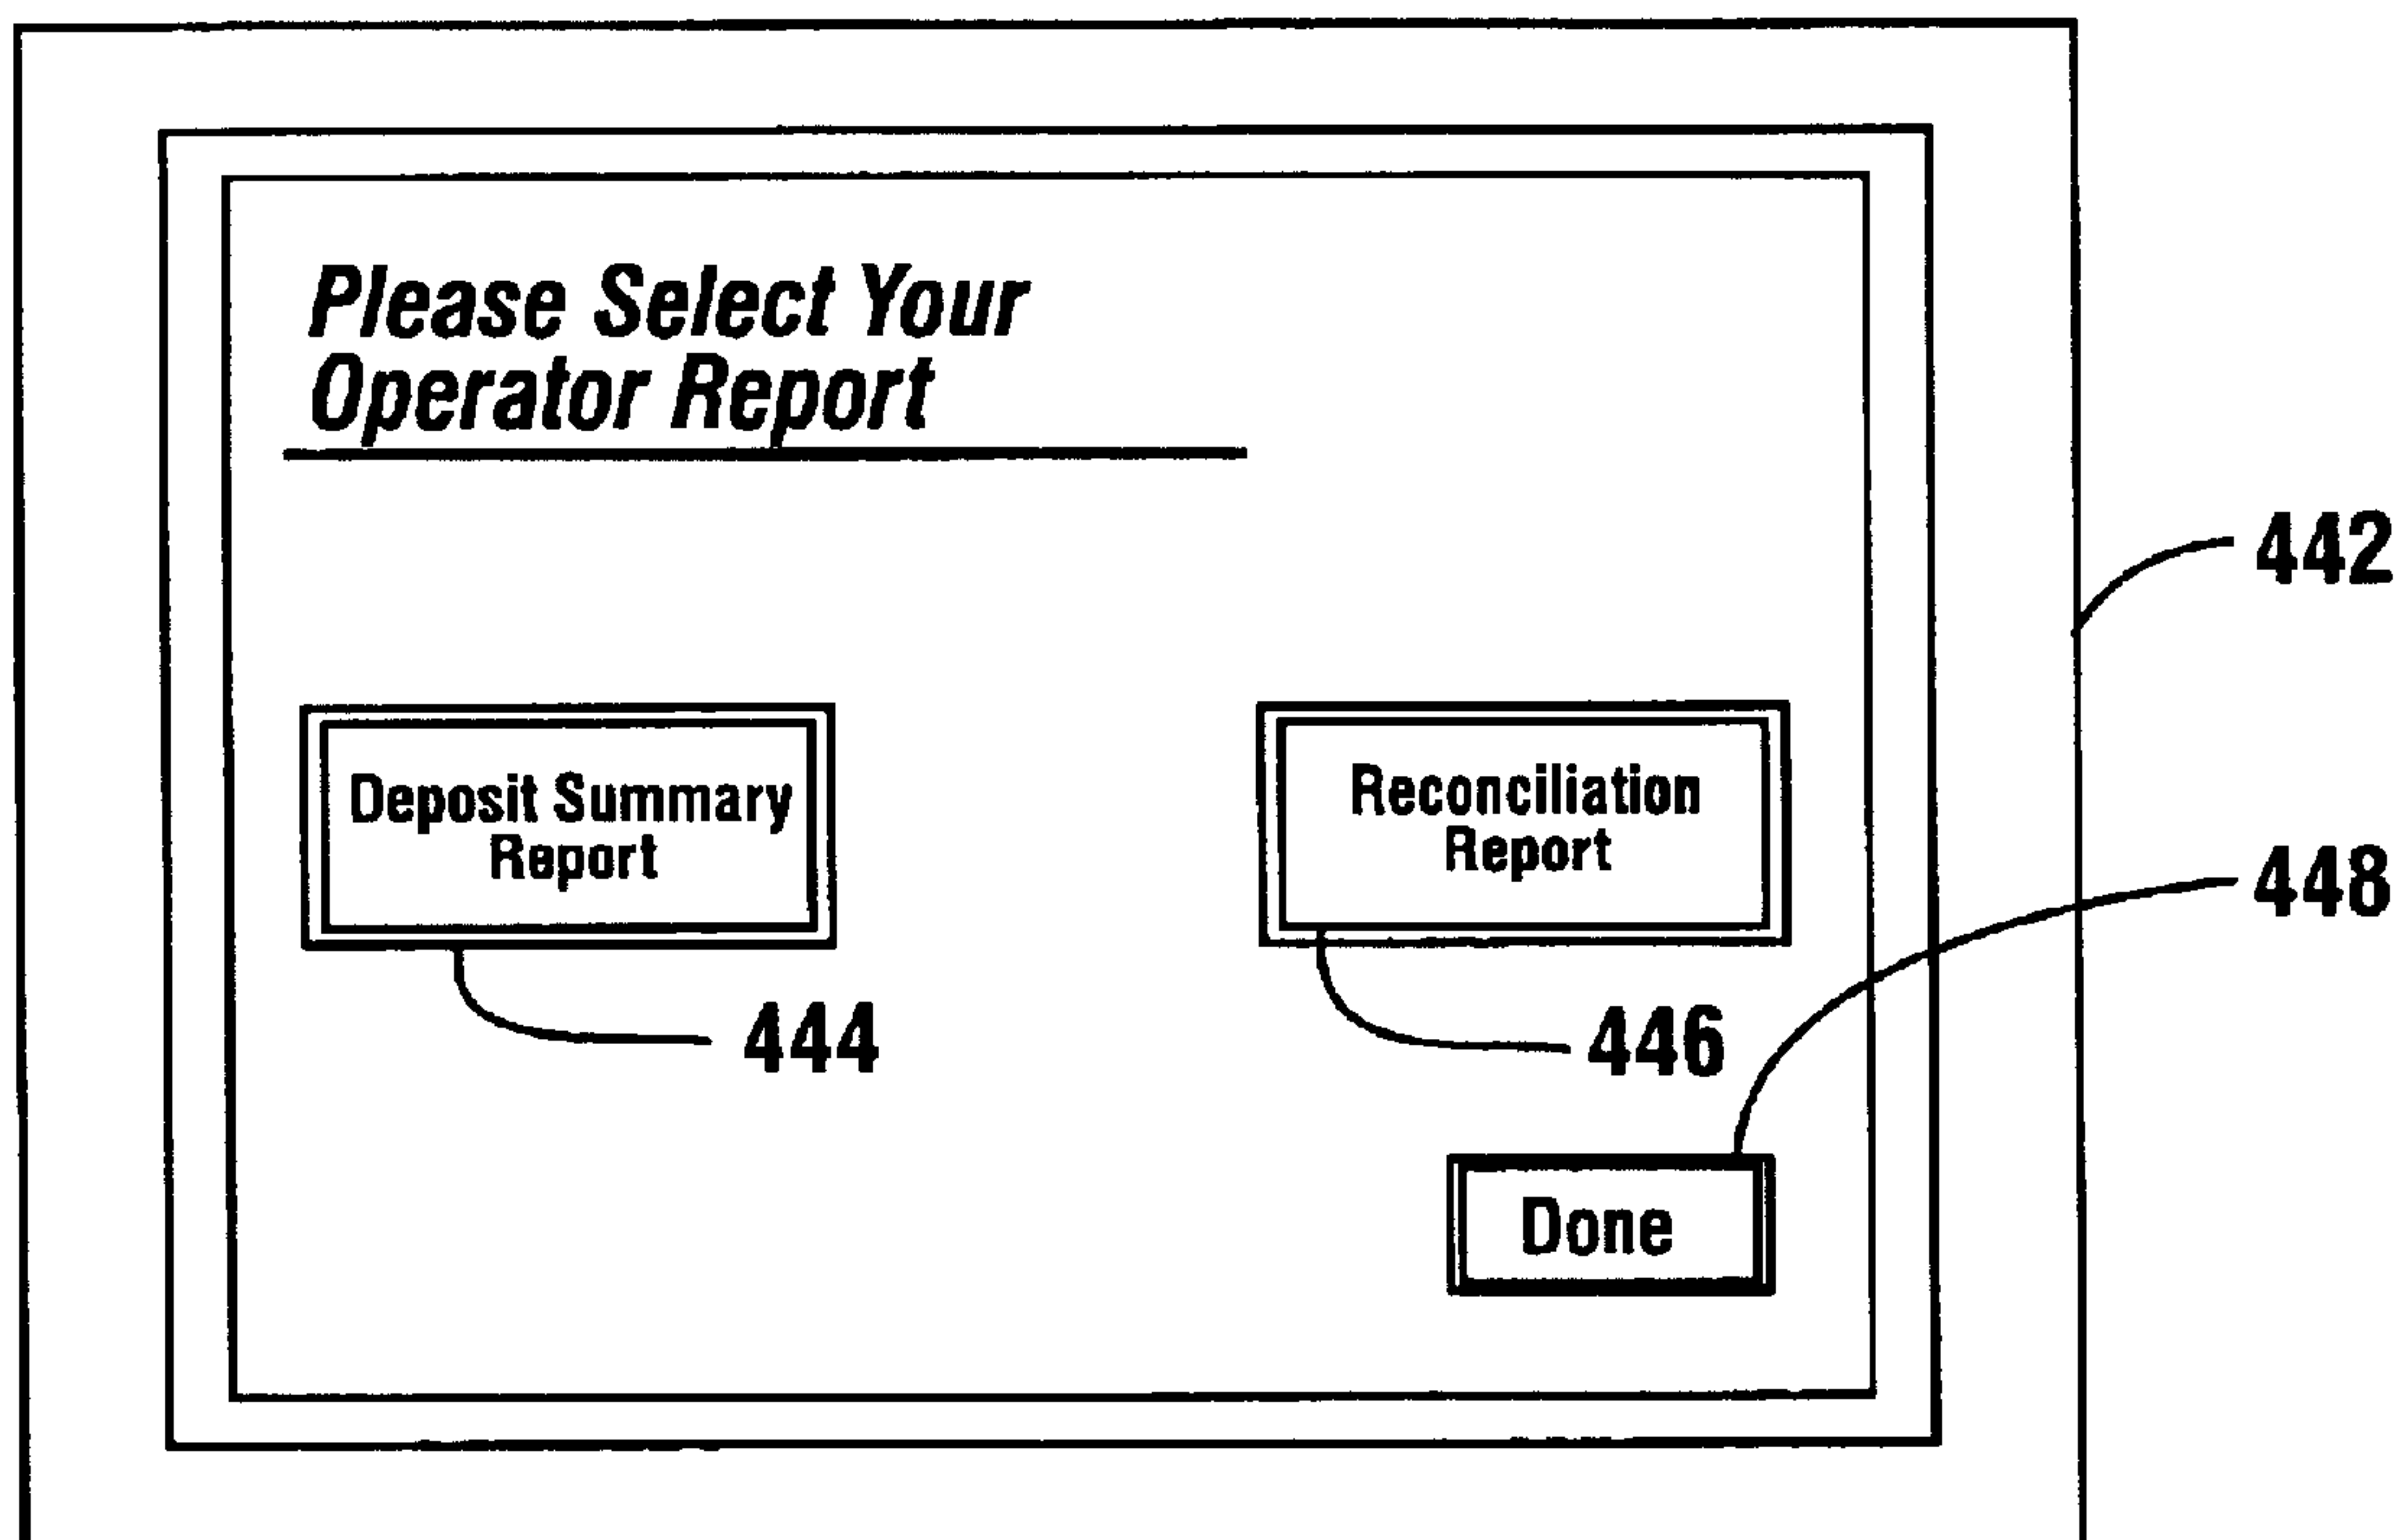 Please Select Your
Operator Report
442
Deposit Summary
Report
Reconciliation
Report
448
444
446
Done